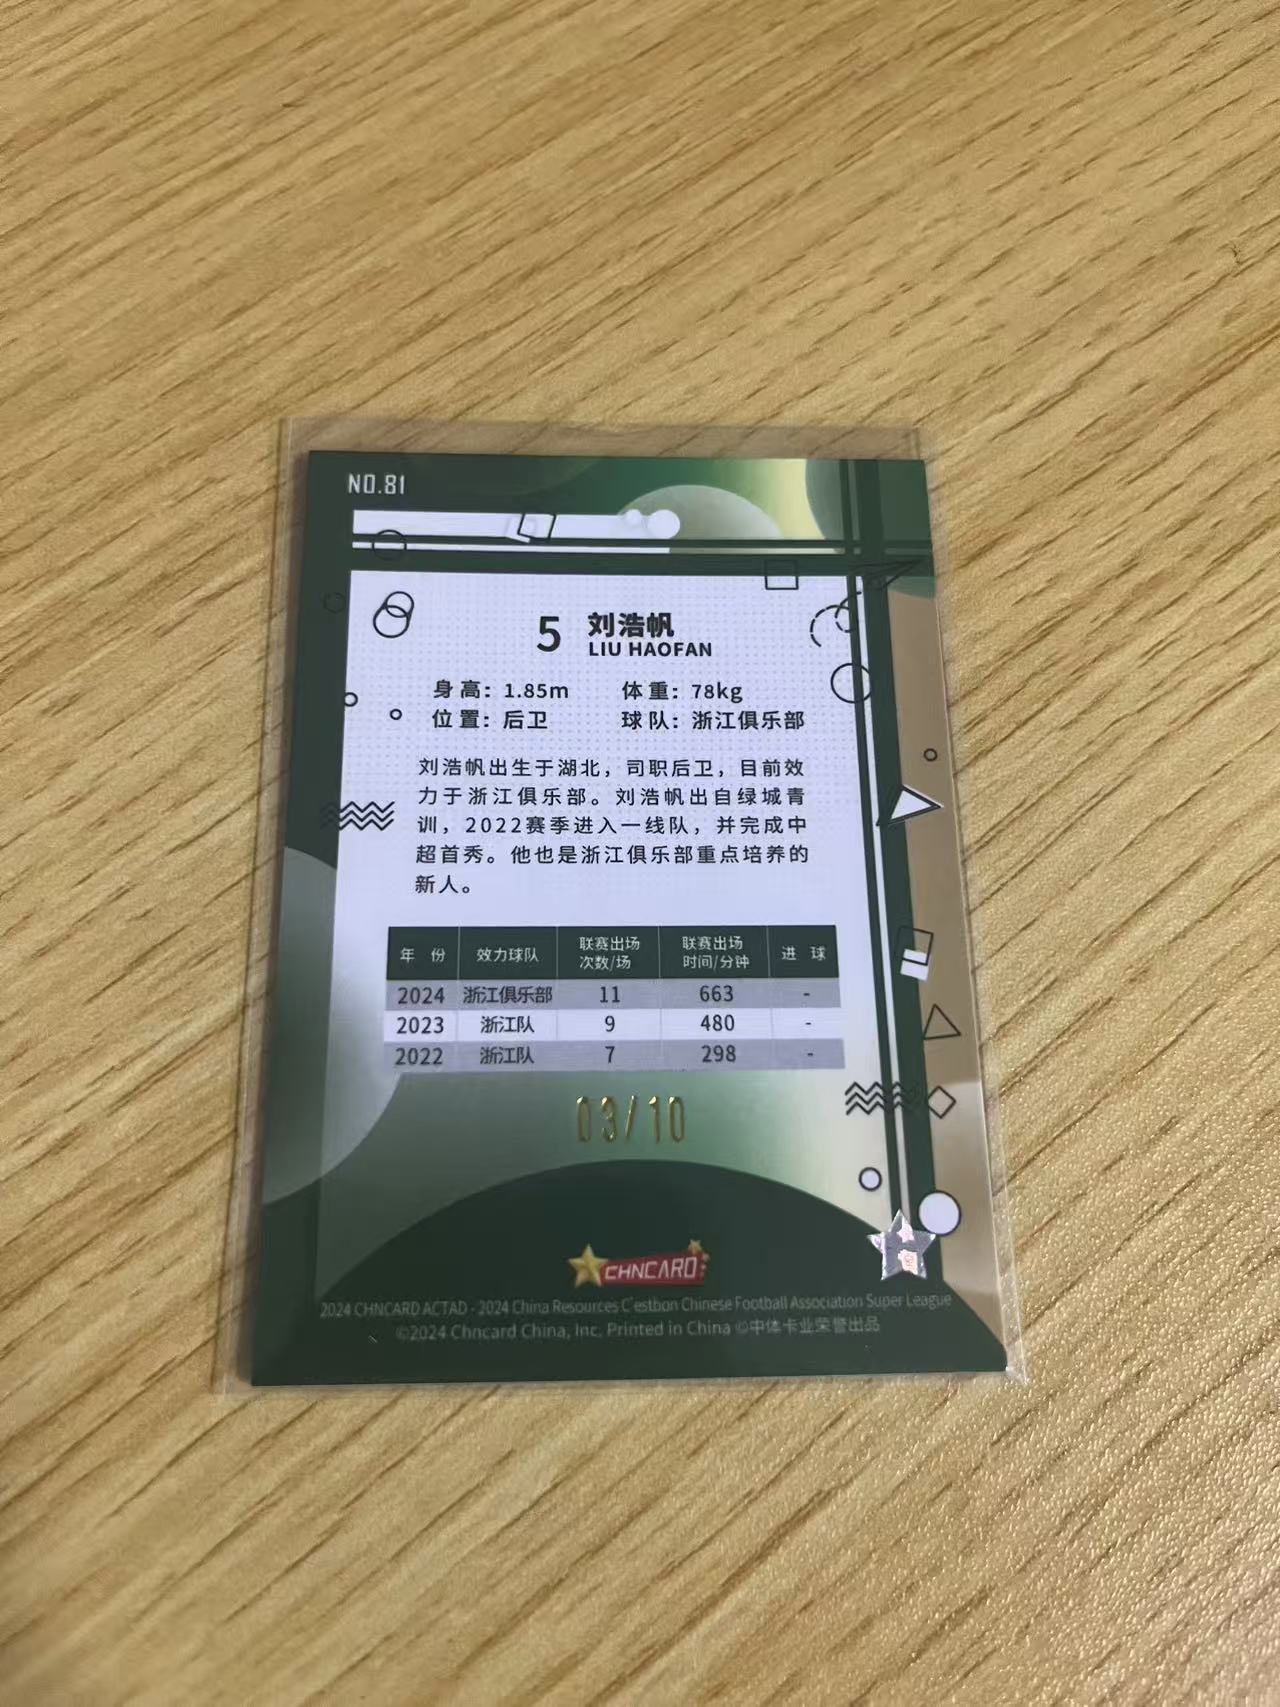 NO.81
5 刘浩帆
LIU HAOFAN
身高: 1.85m 体重: 78kg
位置: 后卫 球队: 浙江俱乐部
刘浩帆出生于湖北，司职后卫，目前效
力于浙江俱乐部。刘浩帆出自绿城青
训，2022赛季进入一线队，并完成中
超首秀。他也是浙江俱乐部重点培养的
新人。
年 份 效力球队 联赛出场次数/场 联赛出场时间/分钟 进 球
2024 浙江俱乐部 11 663 -
2023 浙江队 9 480 -
2022 浙江队 7 298 -
03/10
CHNCARD
2024 CHNCARD ACTAD - 2024 China Resources C'estbon Chinese Football Association Super League
©2024 Chncard China, Inc. Printed in China ©中体卡业荣誉出品